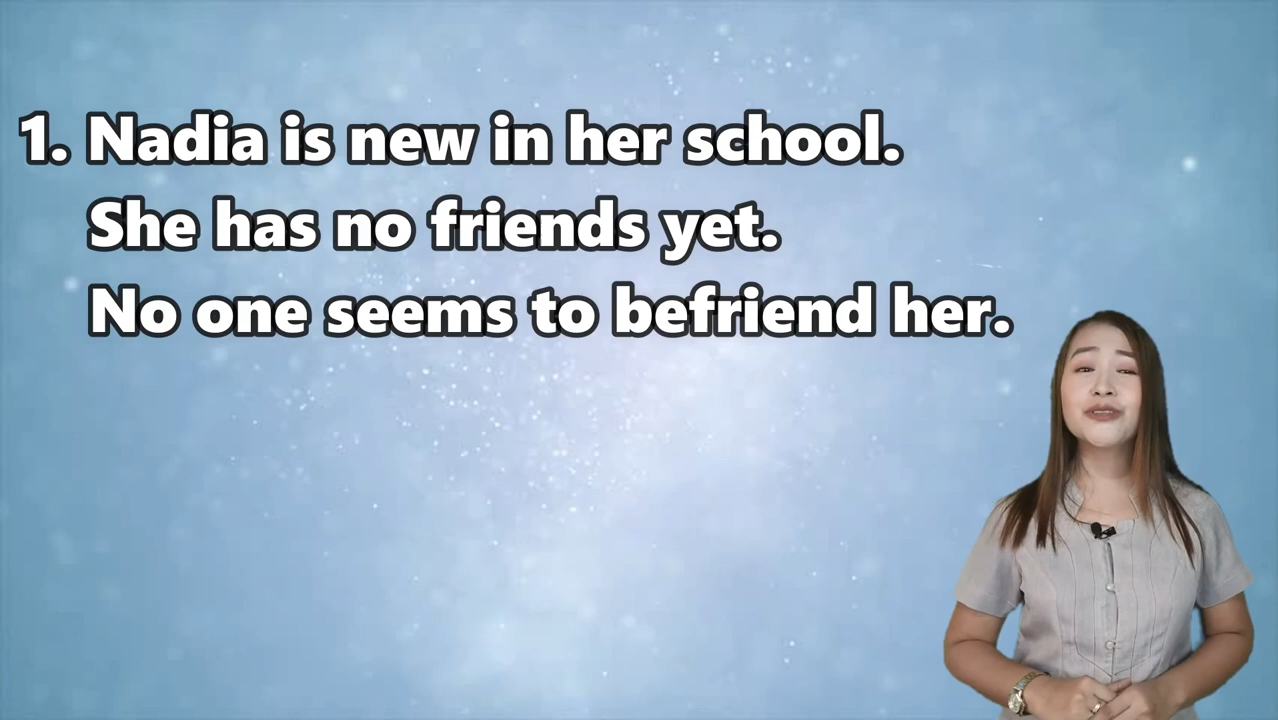 1. Nadia is new in her school.
She has no friends yet.
No one seems to befriend her.